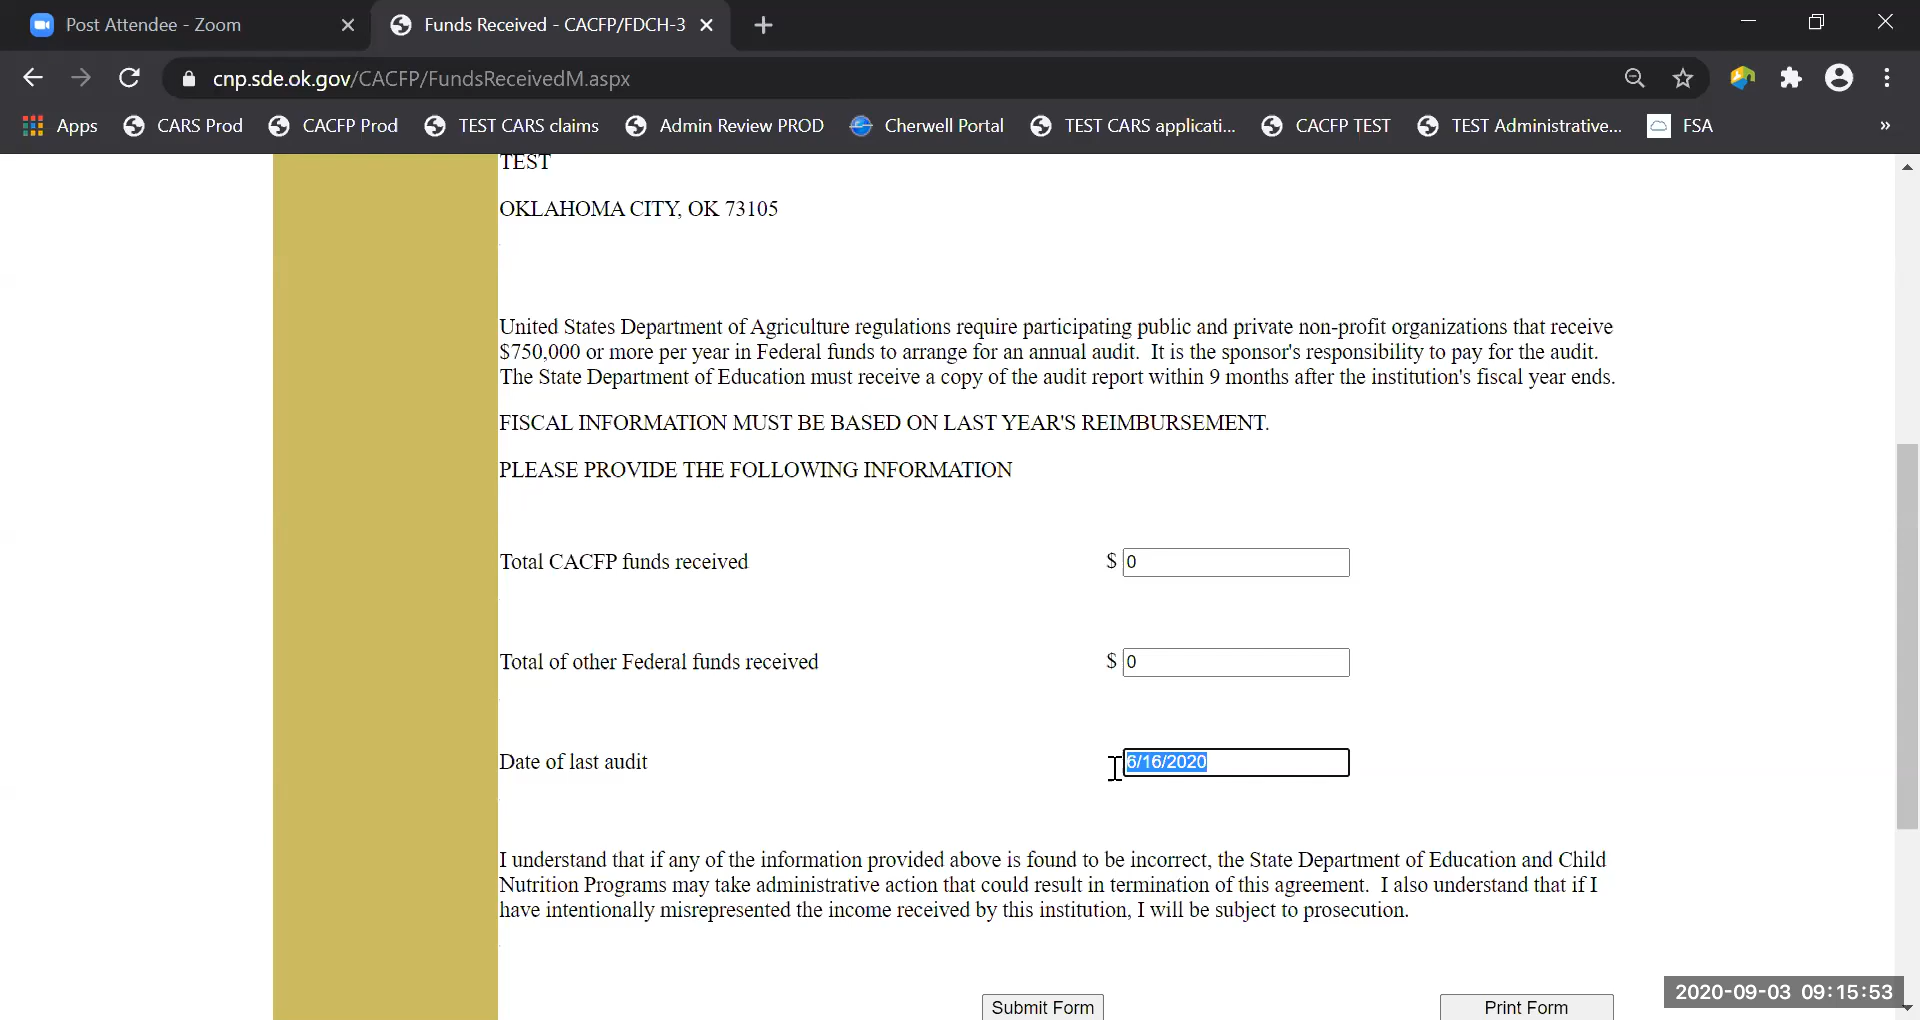 Post Attendee - Zoom
Funds Received - CACFP/FDCH-3
cnp.sde.ok.gov/CACFP/FundsReceivedM.aspx
Apps CARS Prod CACFP Prod TEST CARS claims Admin Review PROD Cherwell Portal TEST CARS applicati... CACFP TEST TEST Administrative... FSA »
TEST
OKLAHOMA CITY, OK 73105
United States Department of Agriculture regulations require participating public and private non-profit organizations that receive
$750,000 or more per year in Federal funds to arrange for an annual audit. It is the sponsor's responsibility to pay for the audit.
The State Department of Education must receive a copy of the audit report within 9 months after the institution's fiscal year ends.
FISCAL INFORMATION MUST BE BASED ON LAST YEAR'S REIMBURSEMENT.
PLEASE PROVIDE THE FOLLOWING INFORMATION
Total CACFP funds received $ 0
Total of other Federal funds received $ 0
Date of last audit 6/16/2020
I understand that if any of the information provided above is found to be incorrect, the State Department of Education and Child
Nutrition Programs may take administrative action that could result in termination of this agreement. I also understand that if I
have intentionally misrepresented the income received by this institution, I will be subject to prosecution.
Submit Form Print Form
2020-09-03 09:15:53